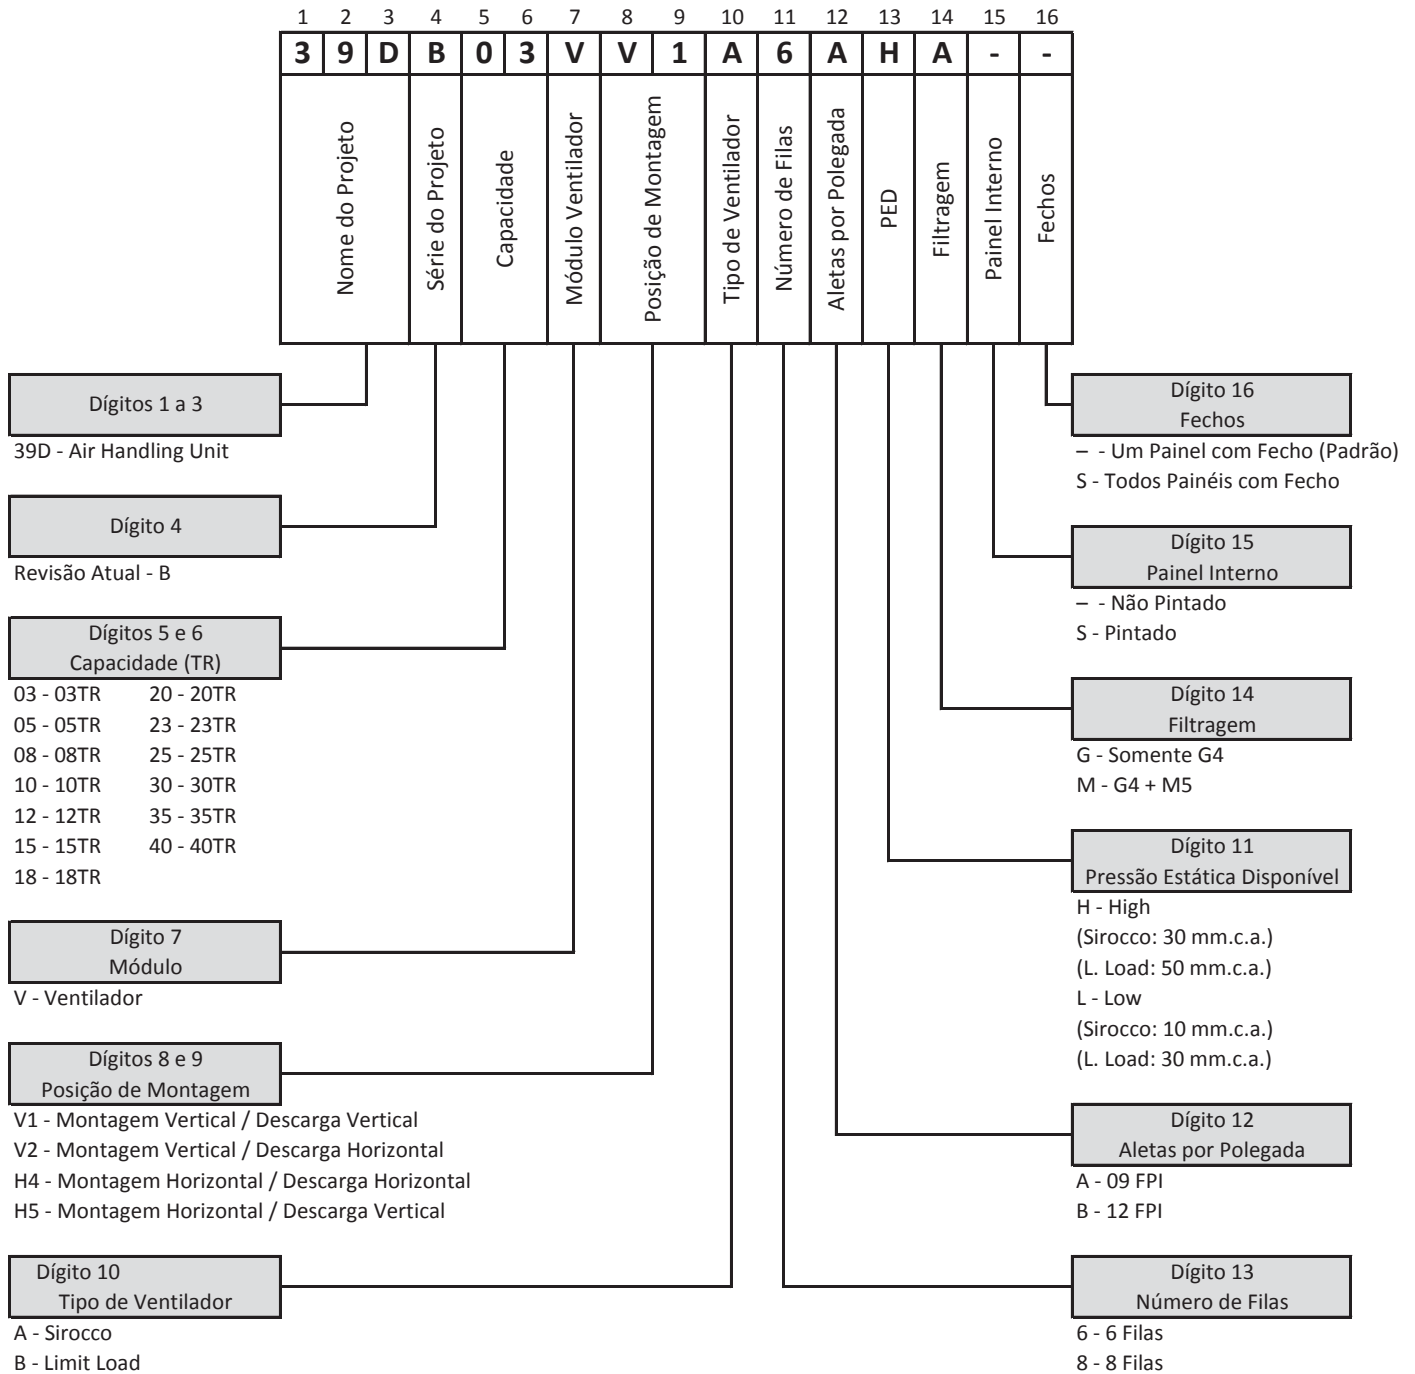 1 2 3 4 5 6 7 8 9 10 11 12 13 14 15 16
3 9 D B 0 3 V V 1 A 6 A H A - -
Nome do Projeto
Série do Projeto
Capacidade
Módulo Ventilador
Posição de Montagem
Tipo de Ventilador
Número de Filas
Aletas por Polegada
PED
Filtragem
Painel Interno
Fechos
Dígitos 1 a 3
39D - Air Handling Unit
Dígito 4
Revisão Atual - B
Dígitos 5 e 6
Capacidade (TR)
03 - 03TR 20 - 20TR
05 - 05TR 23 - 23TR
08 - 08TR 25 - 25TR
10 - 10TR 30 - 30TR
12 - 12TR 35 - 35TR
15 - 15TR 40 - 40TR
18 - 18TR
Dígito 7
Módulo
V - Ventilador
Dígitos 8 e 9
Posição de Montagem
V1 - Montagem Vertical / Descarga Vertical
V2 - Montagem Vertical / Descarga Horizontal
H4 - Montagem Horizontal / Descarga Horizontal
H5 - Montagem Horizontal / Descarga Vertical
Dígito 10
Tipo de Ventilador
A - Sirocco
B - Limit Load
Dígito 16
Fechos
– - Um Painel com Fecho (Padrão)
S - Todos Painéis com Fecho
Dígito 15
Painel Interno
– - Não Pintado
S - Pintado
Dígito 14
Filtragem
G - Somente G4
M - G4 + M5
Dígito 11
Pressão Estática Disponível
H - High
(Sirocco: 30 mm.c.a.)
(L. Load: 50 mm.c.a.)
L - Low
(Sirocco: 10 mm.c.a.)
(L. Load: 30 mm.c.a.)
Dígito 12
Aletas por Polegada
A - 09 FPI
B - 12 FPI
Dígito 13
Número de Filas
6 - 6 Filas
8 - 8 Filas